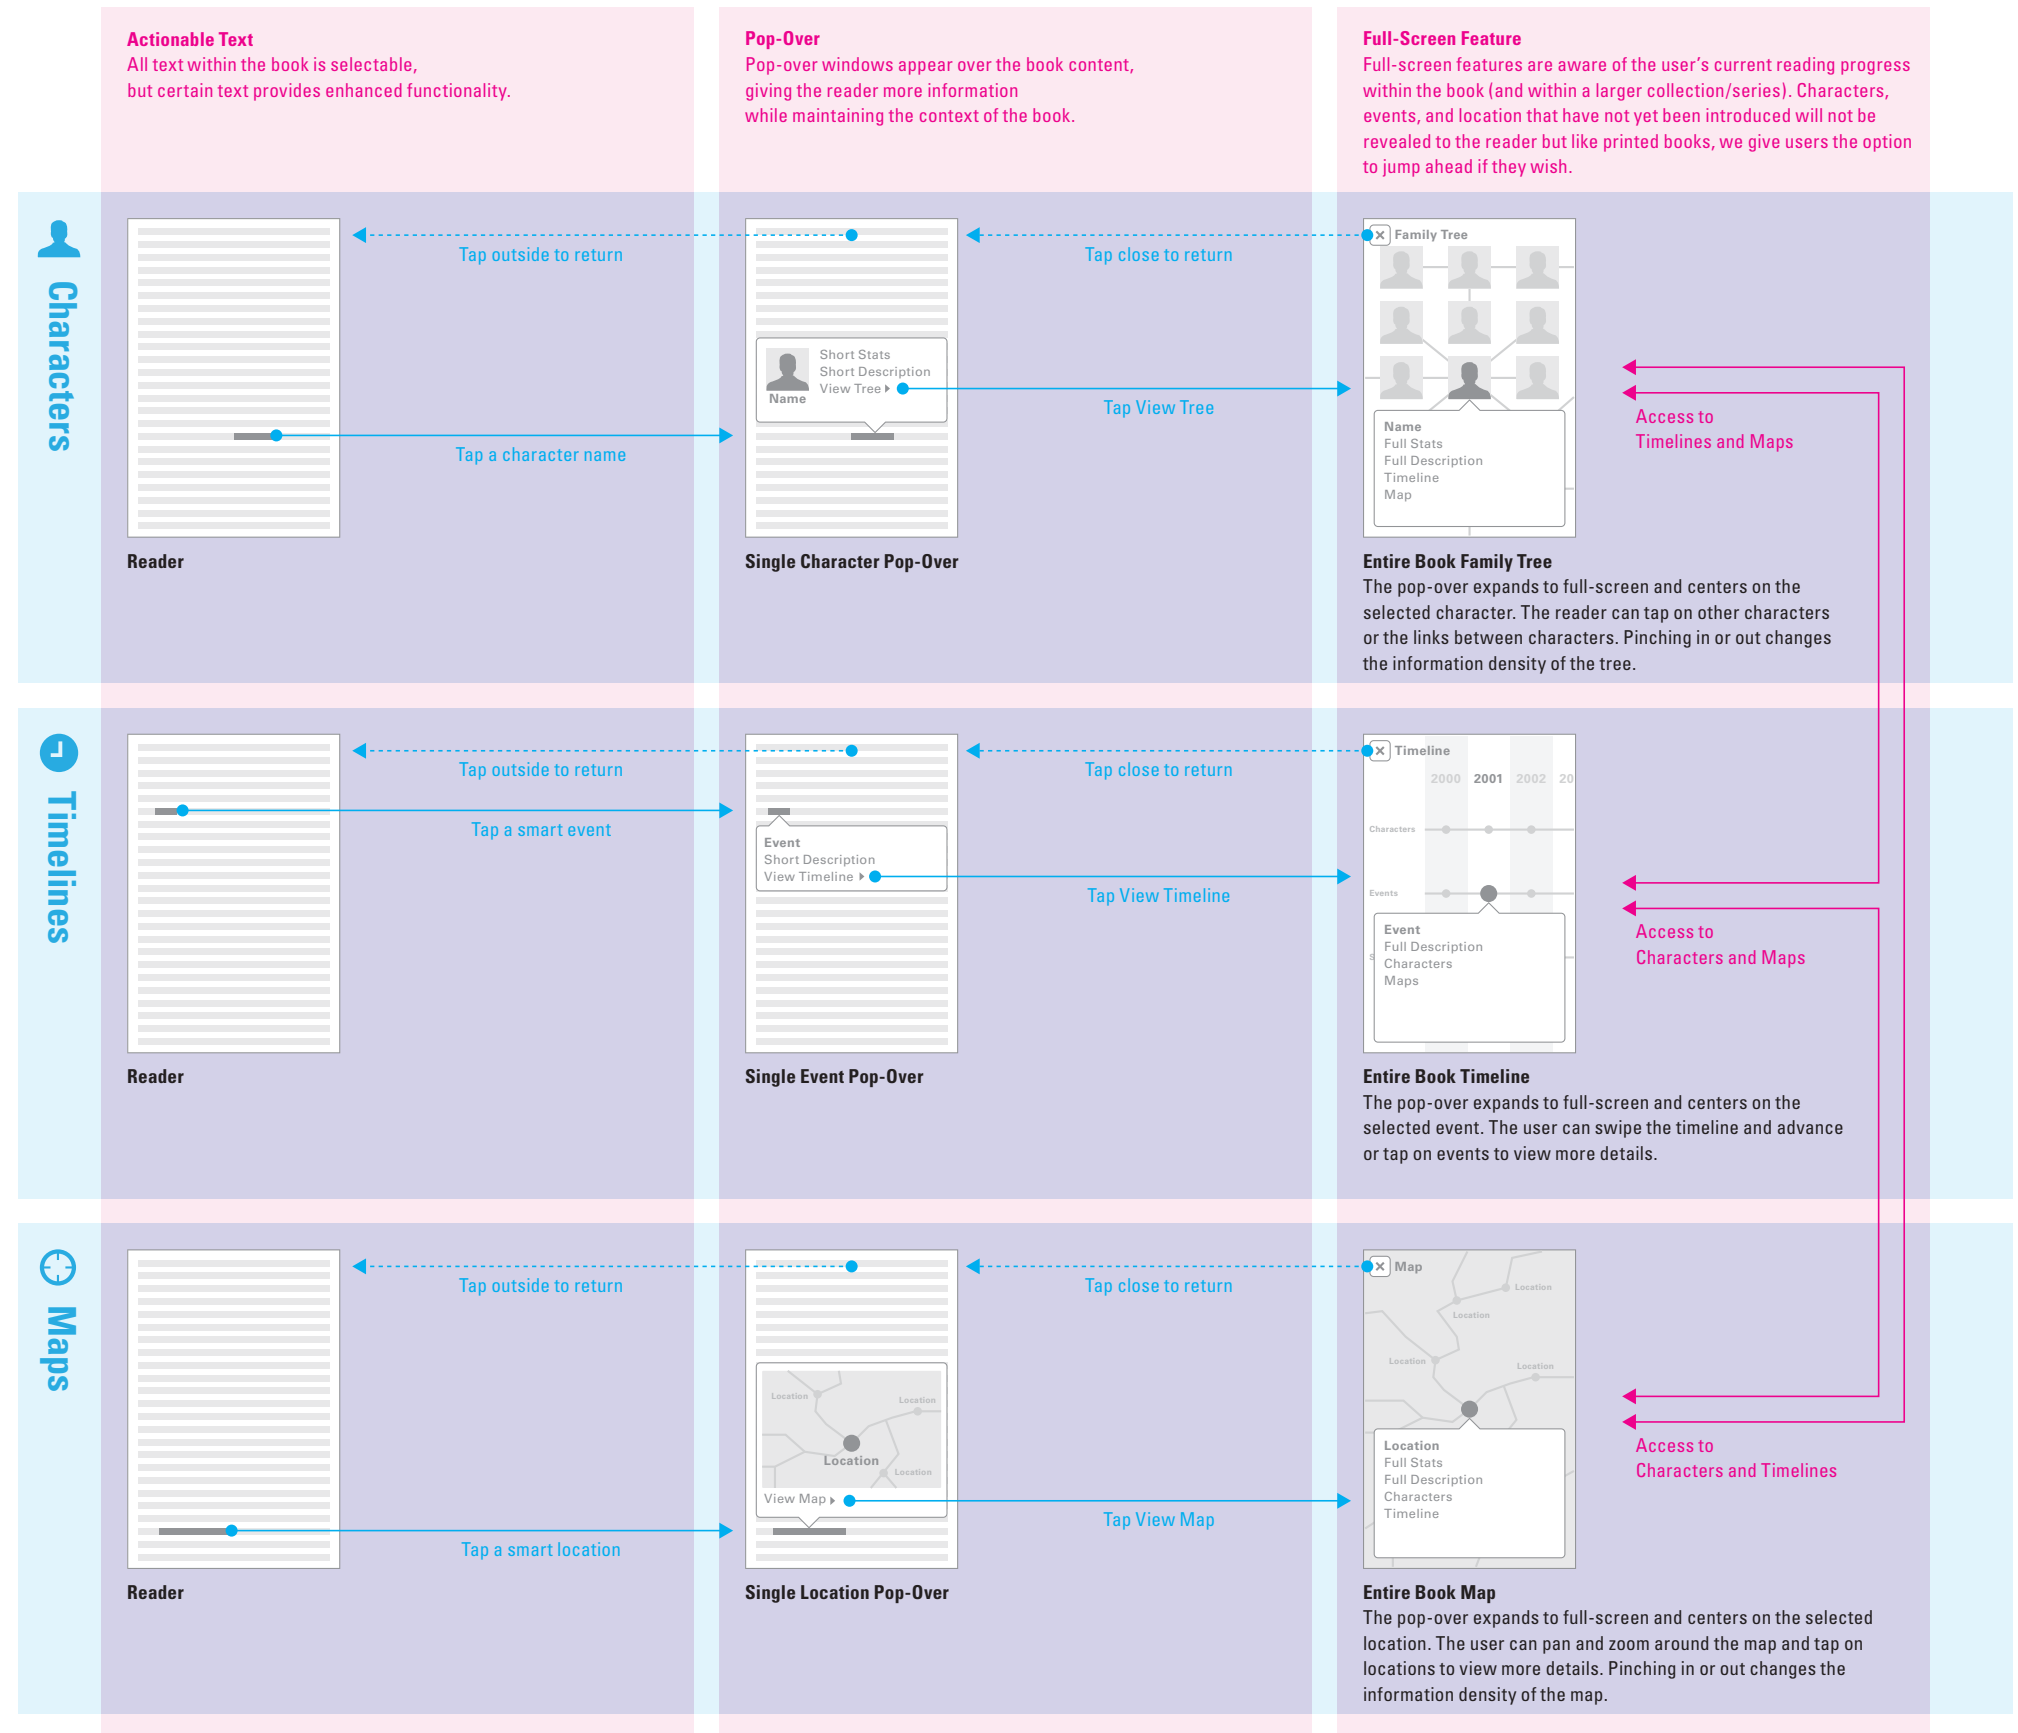 Actionable Text
All text within the book is selectable,
but certain text provides enhanced functionality.
Pop-Over
Pop-over windows appear over the book content,
giving the reader more information
while maintaining the context of the book.
Full-Screen Feature
Full-screen features are aware of the user's current reading progress
within the book (and within a larger collection/series). Characters,
events, and location that have not yet been introduced will not be
revealed to the reader but like printed books, we give users the option
to jump ahead if they wish.
Characters
Tap outside to return
Tap a character name
Reader
Short Stats
Short Description
View Tree
Name
Tap close to return
Tap View Tree
Single Character Pop-Over
Family Tree
Name
Full Stats
Full Description
Timeline
Map
Access to
Timelines and Maps
Entire Book Family Tree
The pop-over expands to full-screen and centers on the
selected character. The reader can tap on other characters
or the links between characters. Pinching in or out changes
the information density of the tree.
Timelines
Tap outside to return
Tap a smart event
Reader
Event
Short Description
View Timeline
Tap close to return
Tap View Timeline
Single Event Pop-Over
Timeline
2000 2001 2002 20
Characters
Events
S
Event
Full Description
Characters
Maps
Access to
Characters and Maps
Entire Book Timeline
The pop-over expands to full-screen and centers on the
selected event. The user can swipe the timeline and advance
or tap on events to view more details.
Maps
Tap outside to return
Tap a smart location
Reader
Location
Location
Location
Location
View Map
Tap close to return
Tap View Map
Single Location Pop-Over
Map
Location
Location
Location
Location
Location
Full Stats
Full Description
Characters
Timeline
Access to
Characters and Timelines
Entire Book Map
The pop-over expands to full-screen and centers on the selected
location. The user can pan and zoom around the map and tap on
locations to view more details. Pinching in or out changes the
information density of the map.